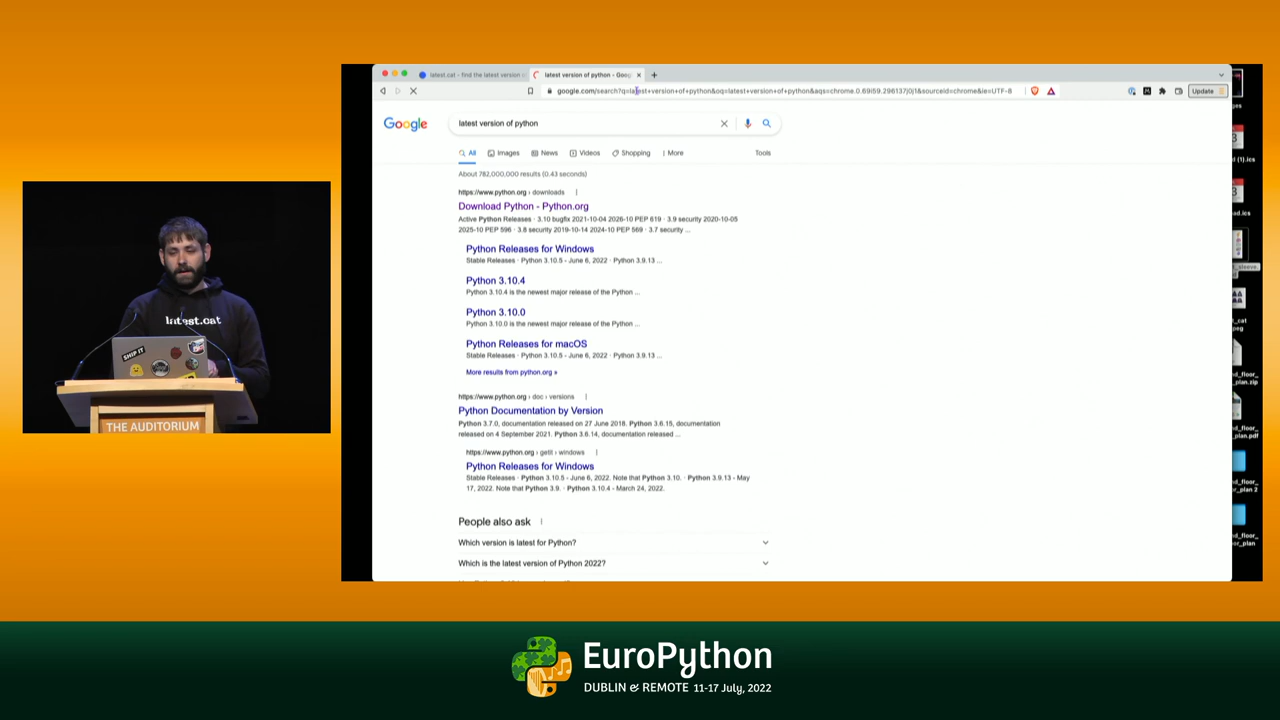 latest.cat - find the latest version
latest version of python - Goog
Update
google.com/search?q=latest+version+of+python&oq=latest+version+of+python&aqs=chrome.0.69i59.296137j0j1&sourceid=chrome&ie=UTF-8
Google
latest version of python
All
Images
News
Videos
Shopping
More
Tools
About 782,000,000 results (0.43 seconds)
https://www.python.org › downloads
Download Python - Python.org
Active Python Releases · 3.10 bugfix 2021-10-04 2026-10 PEP 619 · 3.9 security 2020-10-05
2025-10 PEP 596 · 3.8 security 2019-10-14 2024-10 PEP 569 · 3.7 security ...
Python Releases for Windows
Stable Releases · Python 3.10.5 - June 6, 2022 · Python 3.9.13 ...
Python 3.10.4
Python 3.10.4 is the newest major release of the Python ...
Python 3.10.0
Python 3.10.0 is the newest major release of the Python ...
Python Releases for macOS
Stable Releases · Python 3.10.5 - June 6, 2022 · Python 3.9.13 ...
More results from python.org »
https://www.python.org › doc › versions
Python Documentation by Version
Python 3.7.0, documentation released on 27 June 2018. Python 3.6.15, documentation
released on 4 September 2021. Python 3.6.14, documentation released ...
https://www.python.org › getit › windows
Python Releases for Windows
Stable Releases · Python 3.10.5 - June 6, 2022. Note that Python 3.10. · Python 3.9.13 - May
17, 2022. Note that Python 3.9. · Python 3.10.4 - March 24, 2022.
People also ask
Which version is latest for Python?
Which is the latest version of Python 2022?
latest.cat
SHIP IT
THE AUDITORIUM
EuroPython
DUBLIN & REMOTE 11-17 July, 2022